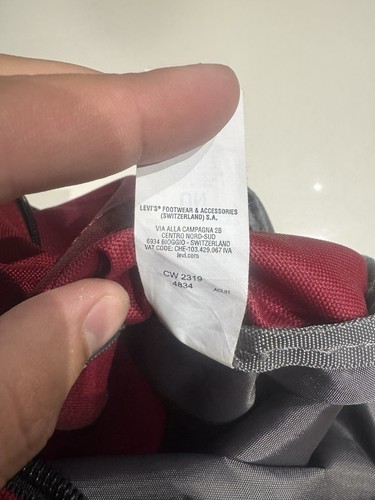 LEVI'S® FOOTWEAR & ACCESSORIES
(SWITZERLAND) S.A.
VIA ALLA CAMPAGNA 2B
CENTRO NORD-SUD
6934 BIOGGIO - SWITZERLAND
VAT CODE: CHE-103.429.067 IVA
levi.com
CW 2319
4834